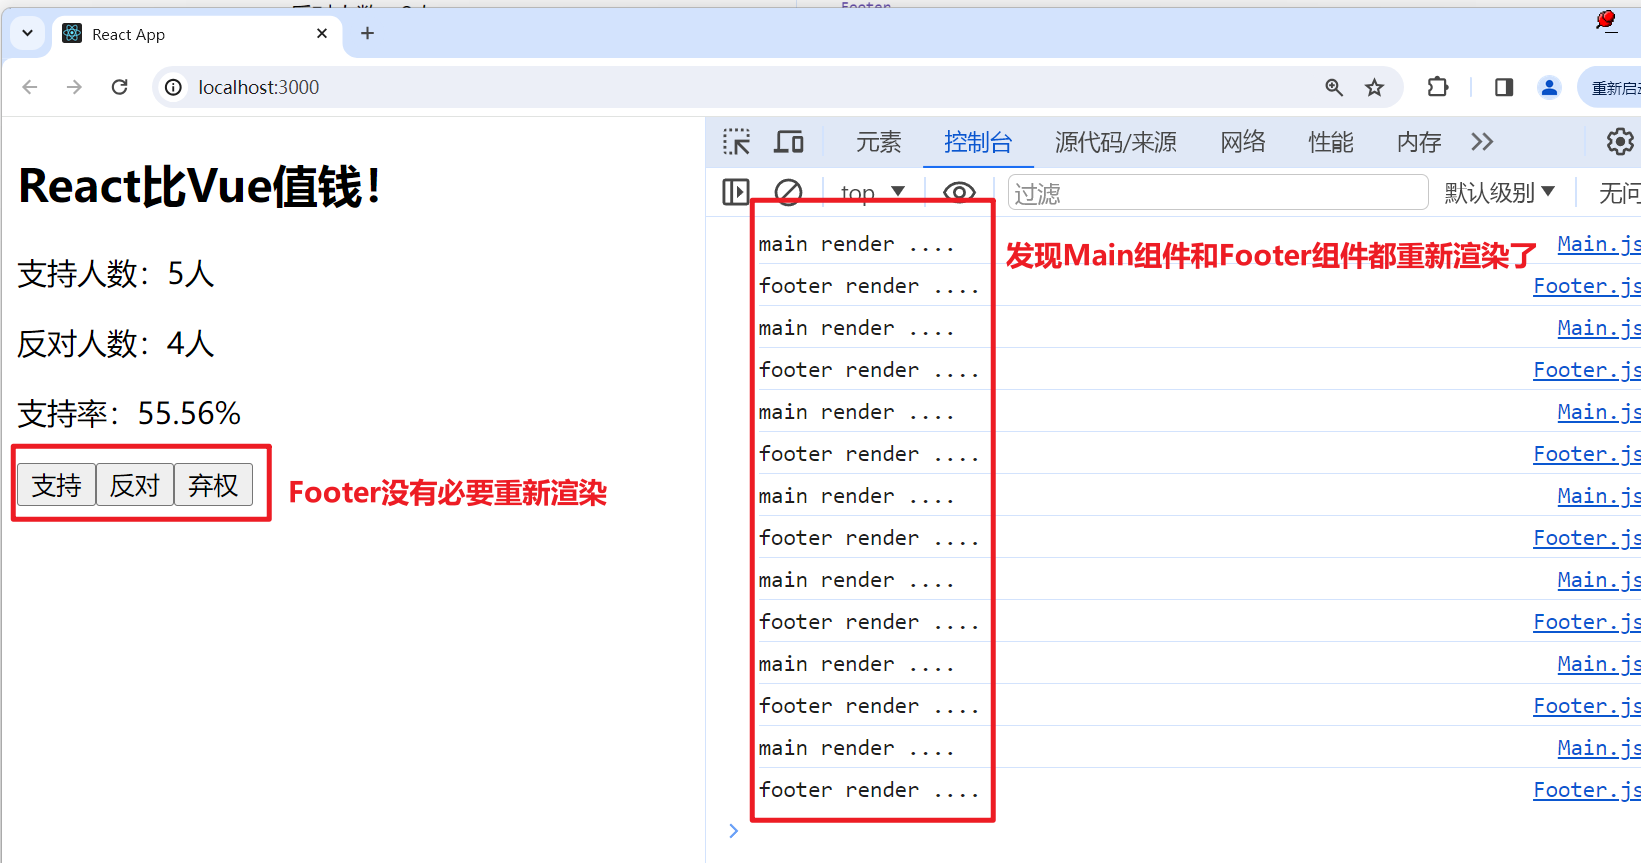 Footer
React App
localhost:3000
重新启动
React比Vue值钱！
支持人数：5人
反对人数：4人
支持率：55.56%
支持 反对 弃权
Footer没有必要重新渲染
元素 控制台 源代码/来源 网络 性能 内存
top 过滤 默认级别 无问
main render .... Main.js
发现Main组件和Footer组件都重新渲染了
footer render .... Footer.js
main render .... Main.js
footer render .... Footer.js
main render .... Main.js
footer render .... Footer.js
main render .... Main.js
footer render .... Footer.js
main render .... Main.js
footer render .... Footer.js
main render .... Main.js
footer render .... Footer.js
main render .... Main.js
footer render .... Footer.js